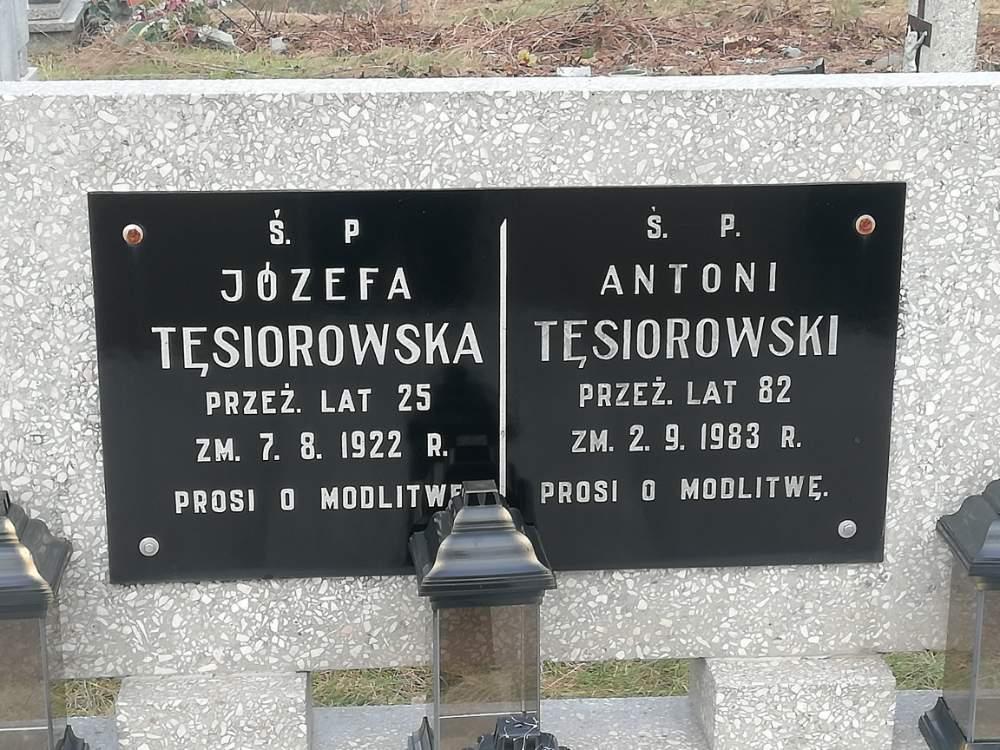 Ś. P
JÓZEFA
TĘSIOROWSKA
PRZEŻ. LAT 25
ZM. 7. 8. 1922 R.
PROSI O MODLITWĘ
Ś. P.
ANTONI
TĘSIOROWSKI
PRZEŻ. LAT 82
ZM. 2. 9. 1983 R.
PROSI O MODLITWĘ.